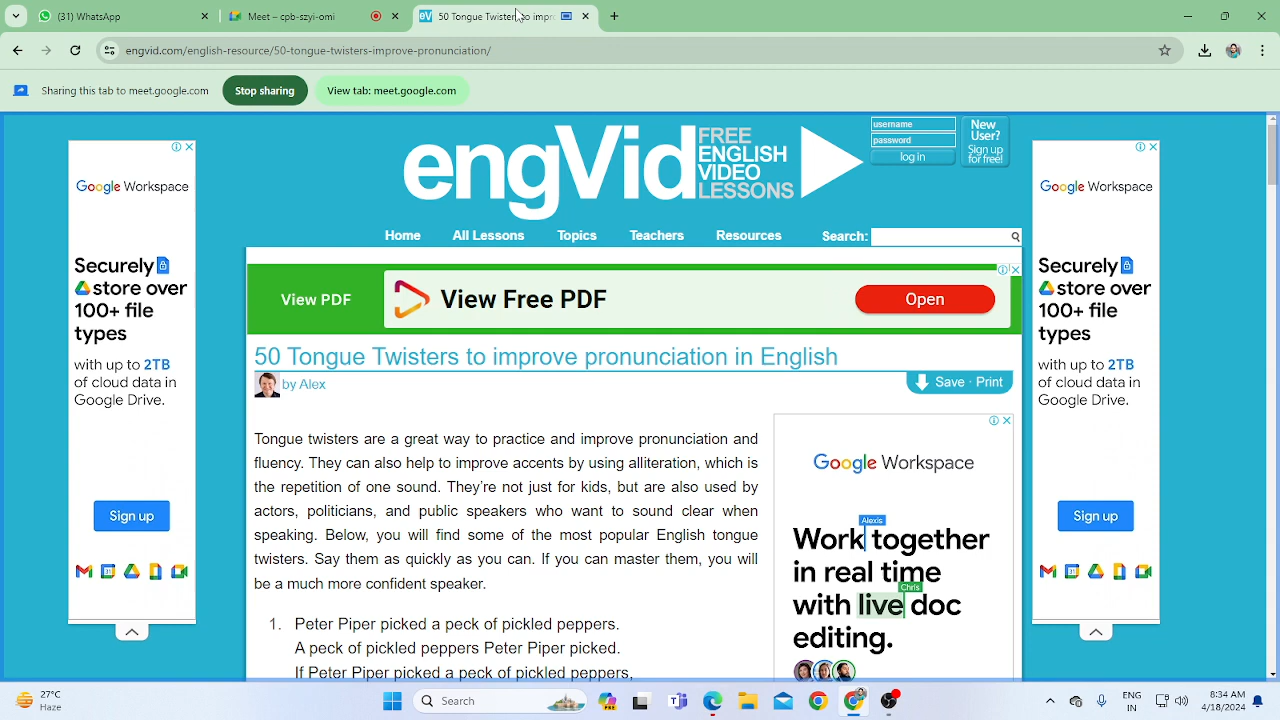 (31) WhatsApp
Meet – cpb-szyi-omi
50 Tongue Twisters to impro
engvid.com/english-resource/50-tongue-twisters-improve-pronunciation/
Sharing this tab to meet.google.com
Stop sharing
View tab: meet.google.com
engVid
FREE
ENGLISH
VIDEO
LESSONS
username
password
log in
New
User?
Sign up
for free!
Home
All Lessons
Topics
Teachers
Resources
Search:
View PDF
View Free PDF
Open
50 Tongue Twisters to improve pronunciation in English
by Alex
Save · Print
Tongue twisters are a great way to practice and improve pronunciation and
fluency. They can also help to improve accents by using alliteration, which is
the repetition of one sound. They're not just for kids, but are also used by
actors, politicians, and public speakers who want to sound clear when
speaking. Below, you will find some of the most popular English tongue
twisters. Say them as quickly as you can. If you can master them, you will
be a much more confident speaker.
1. Peter Piper picked a peck of pickled peppers.
A peck of pickled peppers Peter Piper picked.
If Peter Piper picked a peck of pickled peppers,
Google Workspace
Securely
store over
100+ file
types
with up to 2TB
of cloud data in
Google Drive.
Sign up
Google Workspace
Alexis
Work together
in real time
Chris
with live doc
editing.
Google Workspace
Securely
store over
100+ file
types
with up to 2TB
of cloud data in
Google Drive.
Sign up
27°C
Haze
Search
PRE
ENG
IN
8:34 AM
4/18/2024